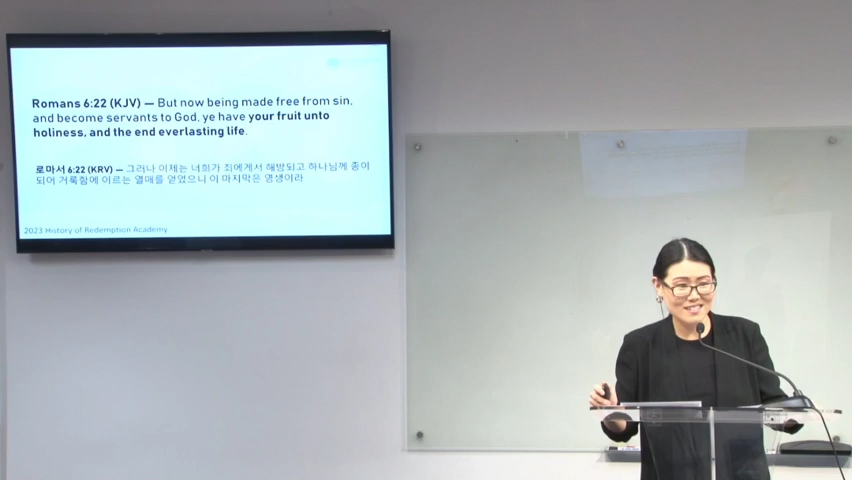 Romans 6:22 (KJV) — But now being made free from sin,
and become servants to God, ye have your fruit unto
holiness, and the end everlasting life.
로마서 6:22 (KRV) — 그러나 이제는 너희가 죄에게서 해방되고 하나님께 종이
되어 거룩함에 이르는 열매를 얻었으니 이 마지막은 영생이라
2023 History of Redemption Academy